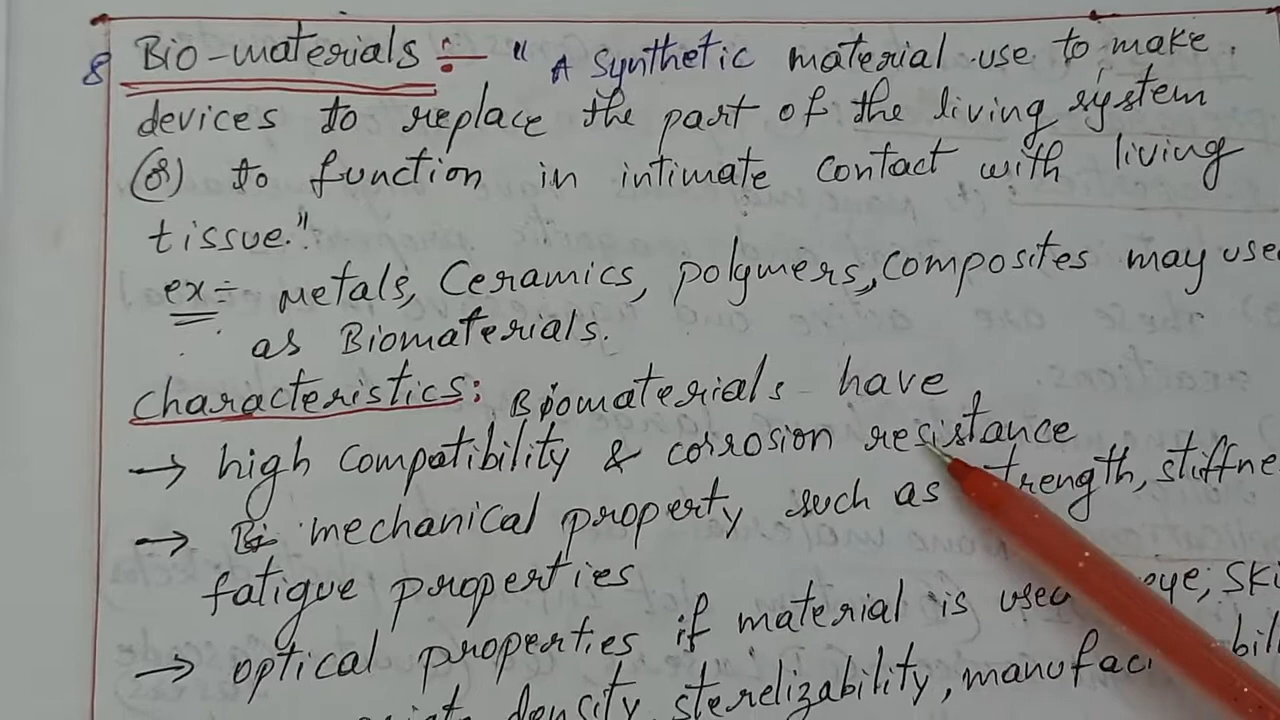 8 Bio-materials :- " A Synthetic material use to make
devices to replace the part of the living system
(or) to function in intimate contact with living
tissue."
ex:- Metals, Ceramics, polymers, composites may use
as Biomaterials.
Characteristics: Biomaterials have
→ high compatibility & corrosion resistance
→ mechanical property such as strength, stiffne
fatigue properties
→ optical properties if material is used eye, Ski
density, sterelizability, manufac bili